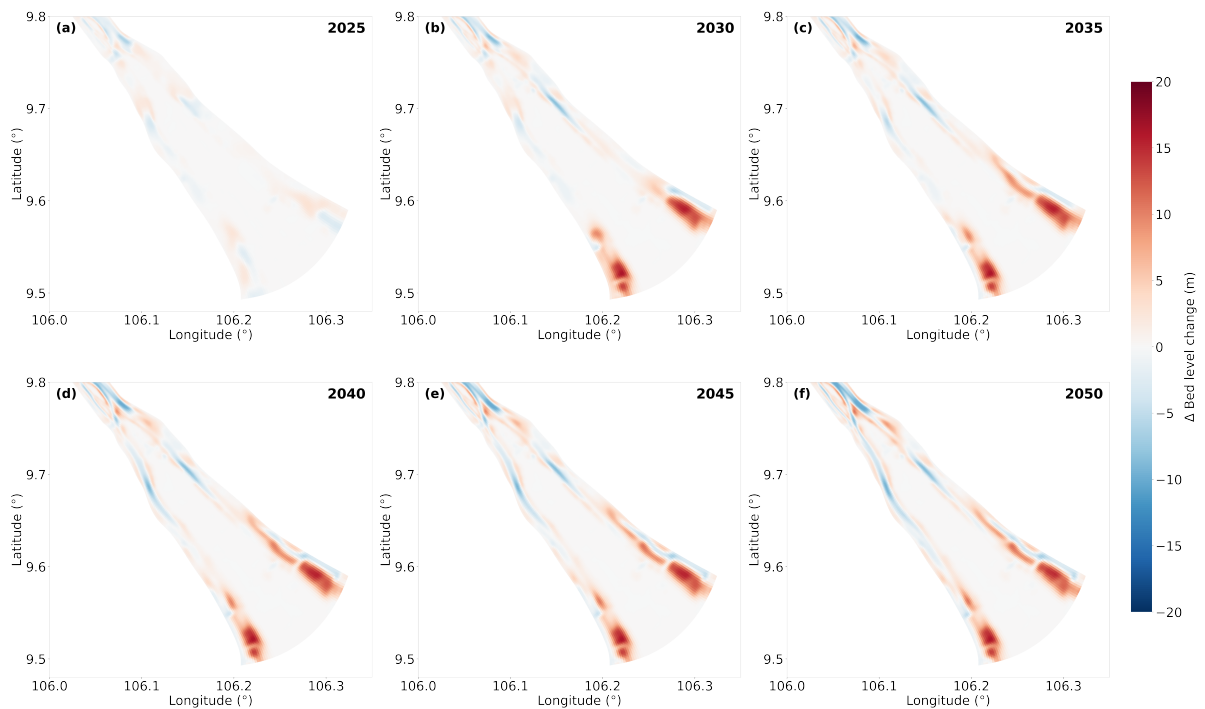 (a) 2025
9.8
9.7
9.6
9.5
Latitude (°)
106.0 106.1 106.2 106.3
Longitude (°)
(b) 2030
9.8
9.7
9.6
9.5
Latitude (°)
106.0 106.1 106.2 106.3
Longitude (°)
(c) 2035
9.8
9.7
9.6
9.5
Latitude (°)
106.0 106.1 106.2 106.3
Longitude (°)
(d) 2040
9.8
9.7
9.6
9.5
Latitude (°)
106.0 106.1 106.2 106.3
Longitude (°)
(e) 2045
9.8
9.7
9.6
9.5
Latitude (°)
106.0 106.1 106.2 106.3
Longitude (°)
(f) 2050
9.8
9.7
9.6
9.5
Latitude (°)
106.0 106.1 106.2 106.3
Longitude (°)
20
15
10
5
0
−5
−10
−15
−20
Δ Bed level change (m)